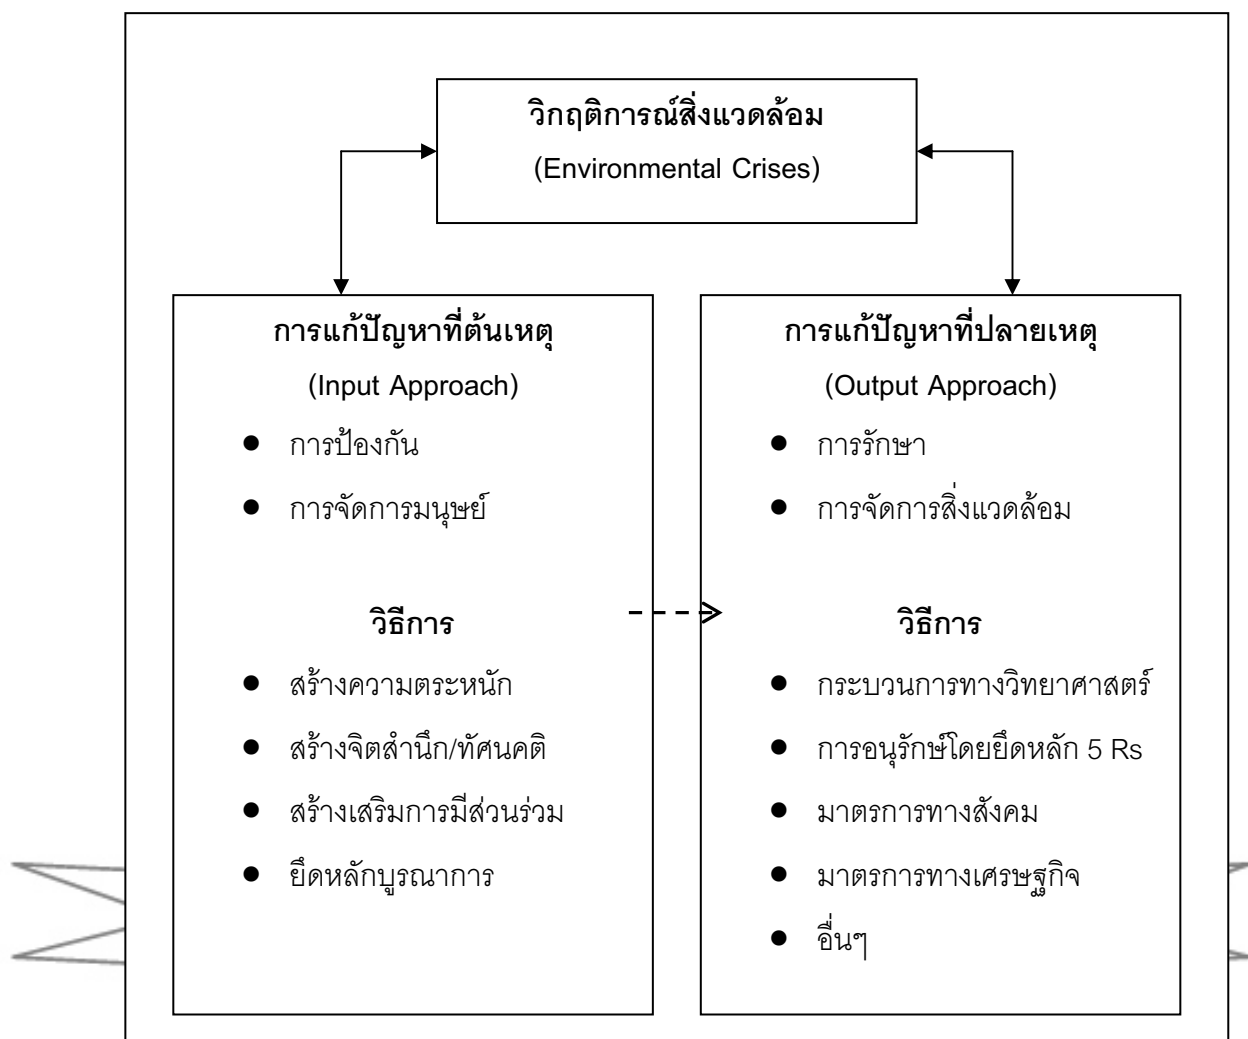 วิกฤติการณ์สิ่งแวดล้อม
(Environmental Crises)
การแก้ปัญหาที่ต้นเหตุ
(Input Approach)
● การป้องกัน
● การจัดการมนุษย์
วิธีการ
● สร้างความตระหนัก
● สร้างจิตสำนึก/ทัศนคติ
● สร้างเสริมการมีส่วนร่วม
● ยึดหลักบูรณาการ
การแก้ปัญหาที่ปลายเหตุ
(Output Approach)
● การรักษา
● การจัดการสิ่งแวดล้อม
วิธีการ
● กระบวนการทางวิทยาศาสตร์
● การอนุรักษ์โดยยึดหลัก 5 Rs
● มาตรการทางสังคม
● มาตรการทางเศรษฐกิจ
● อื่นๆ